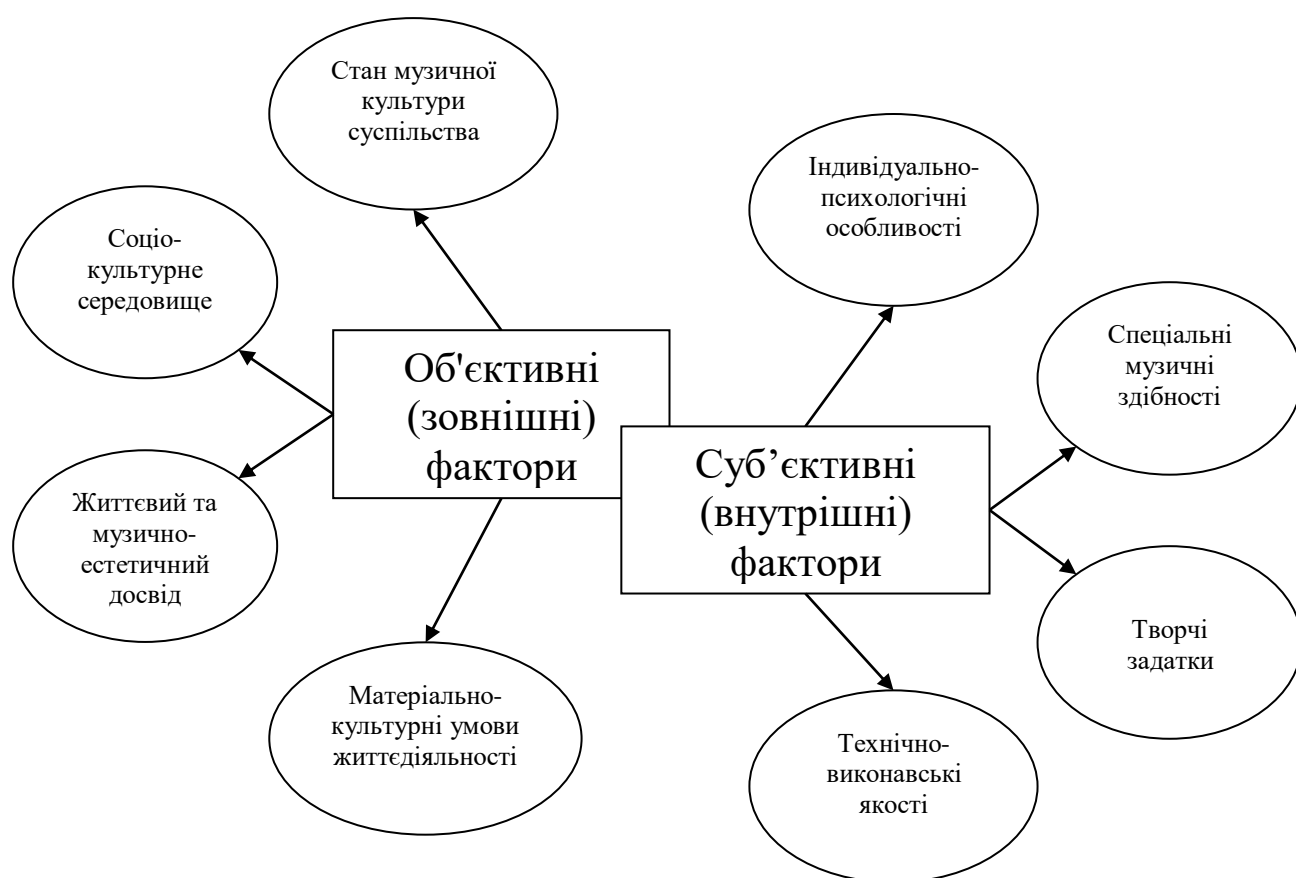 Стан музичної
культури
суспільства
Індивідуально-
психологічні
особливості
Соціо-
культурне
середовище
Спеціальні
музичні
здібності
Об'єктивні
(зовнішні)
фактори
Суб’єктивні
(внутрішні)
фактори
Життєвий та
музично-
естетичний
досвід
Творчі
задатки
Матеріально-
культурні умови
життєдіяльності
Технічно-
виконавські
якості